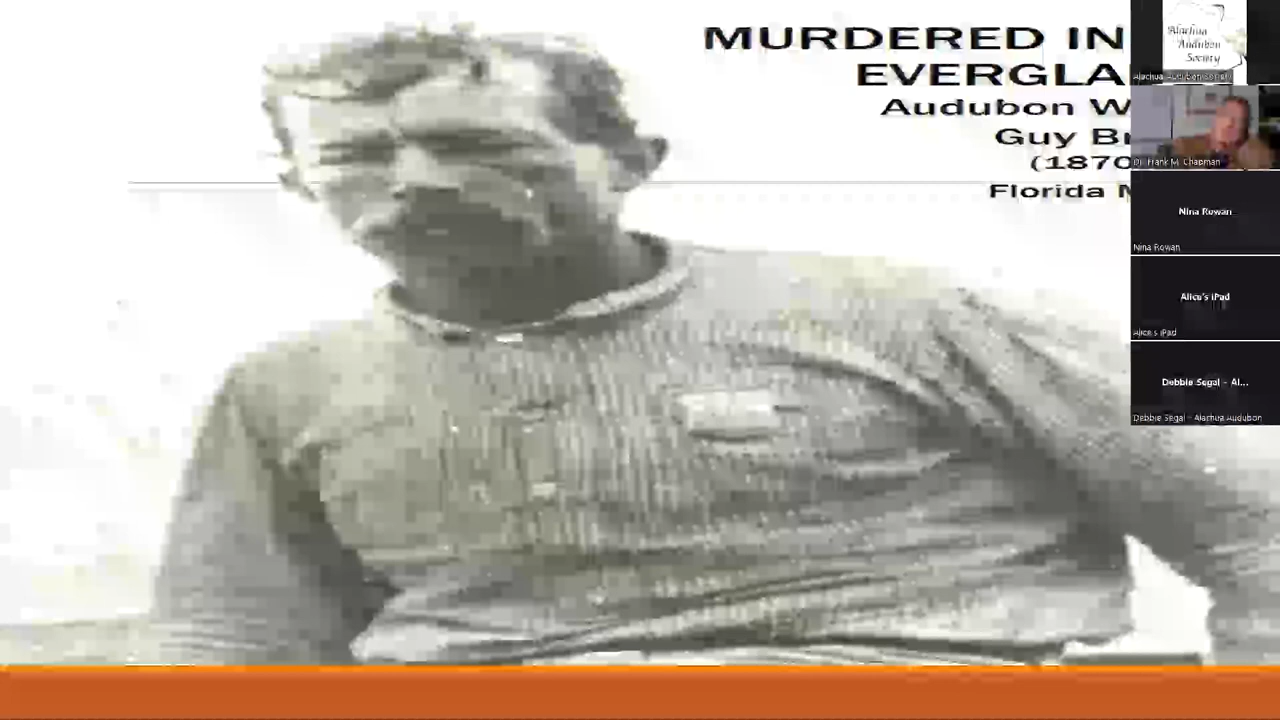 MURDERED IN
EVERGLA
Audubon W
Guy Br
(1870
Florida M
Alachua
Audubon
Society
Alachua Audubon Society
Dr. Frank M. Chapman
Nina Rowan
Nina Rowan
Alice's iPad
Alice's iPad
Debbie Segal - Al...
Debbie Segal - Alachua Audubon